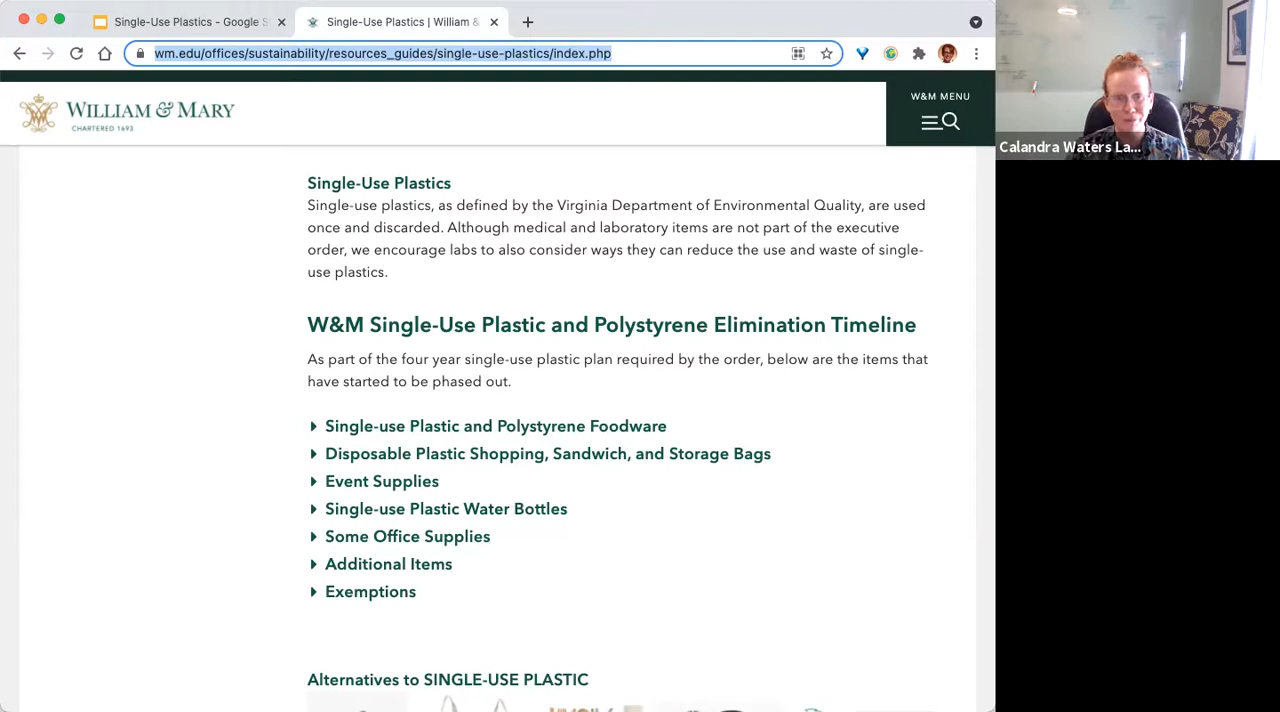 Single-Use Plastics - Google S
Single-Use Plastics | William &
wm.edu/offices/sustainability/resources_guides/single-use-plastics/index.php
WILLIAM & MARY
CHARTERED 1693
W&M MENU
Calandra Waters La...
Single-Use Plastics
Single-use plastics, as defined by the Virginia Department of Environmental Quality, are used
once and discarded. Although medical and laboratory items are not part of the executive
order, we encourage labs to also consider ways they can reduce the use and waste of single-
use plastics.
W&M Single-Use Plastic and Polystyrene Elimination Timeline
As part of the four year single-use plastic plan required by the order, below are the items that
have started to be phased out.
Single-use Plastic and Polystyrene Foodware
Disposable Plastic Shopping, Sandwich, and Storage Bags
Event Supplies
Single-use Plastic Water Bottles
Some Office Supplies
Additional Items
Exemptions
Alternatives to SINGLE-USE PLASTIC